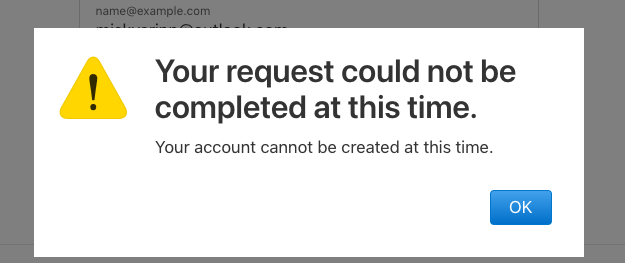 name@example.com
Your request could not be
completed at this time.
Your account cannot be created at this time.
OK